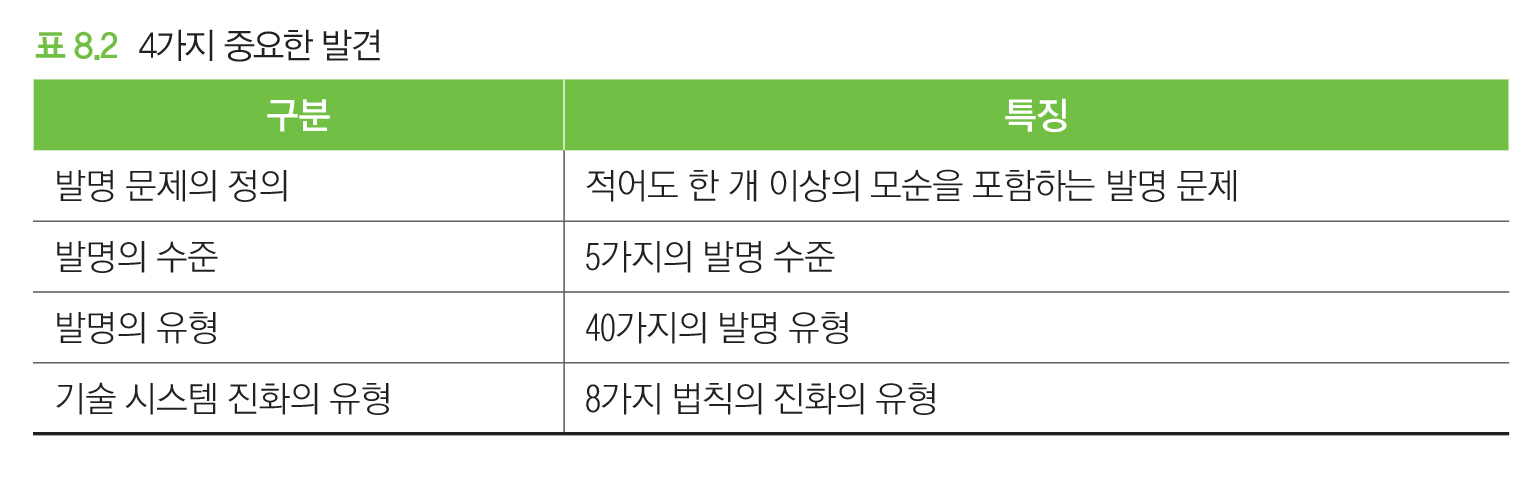 표 8.2 4가지 중요한 발견
구분 특징
발명 문제의 정의 적어도 한 개 이상의 모순을 포함하는 발명 문제
발명의 수준 5가지의 발명 수준
발명의 유형 40가지의 발명 유형
기술 시스템 진화의 유형 8가지 법칙의 진화의 유형